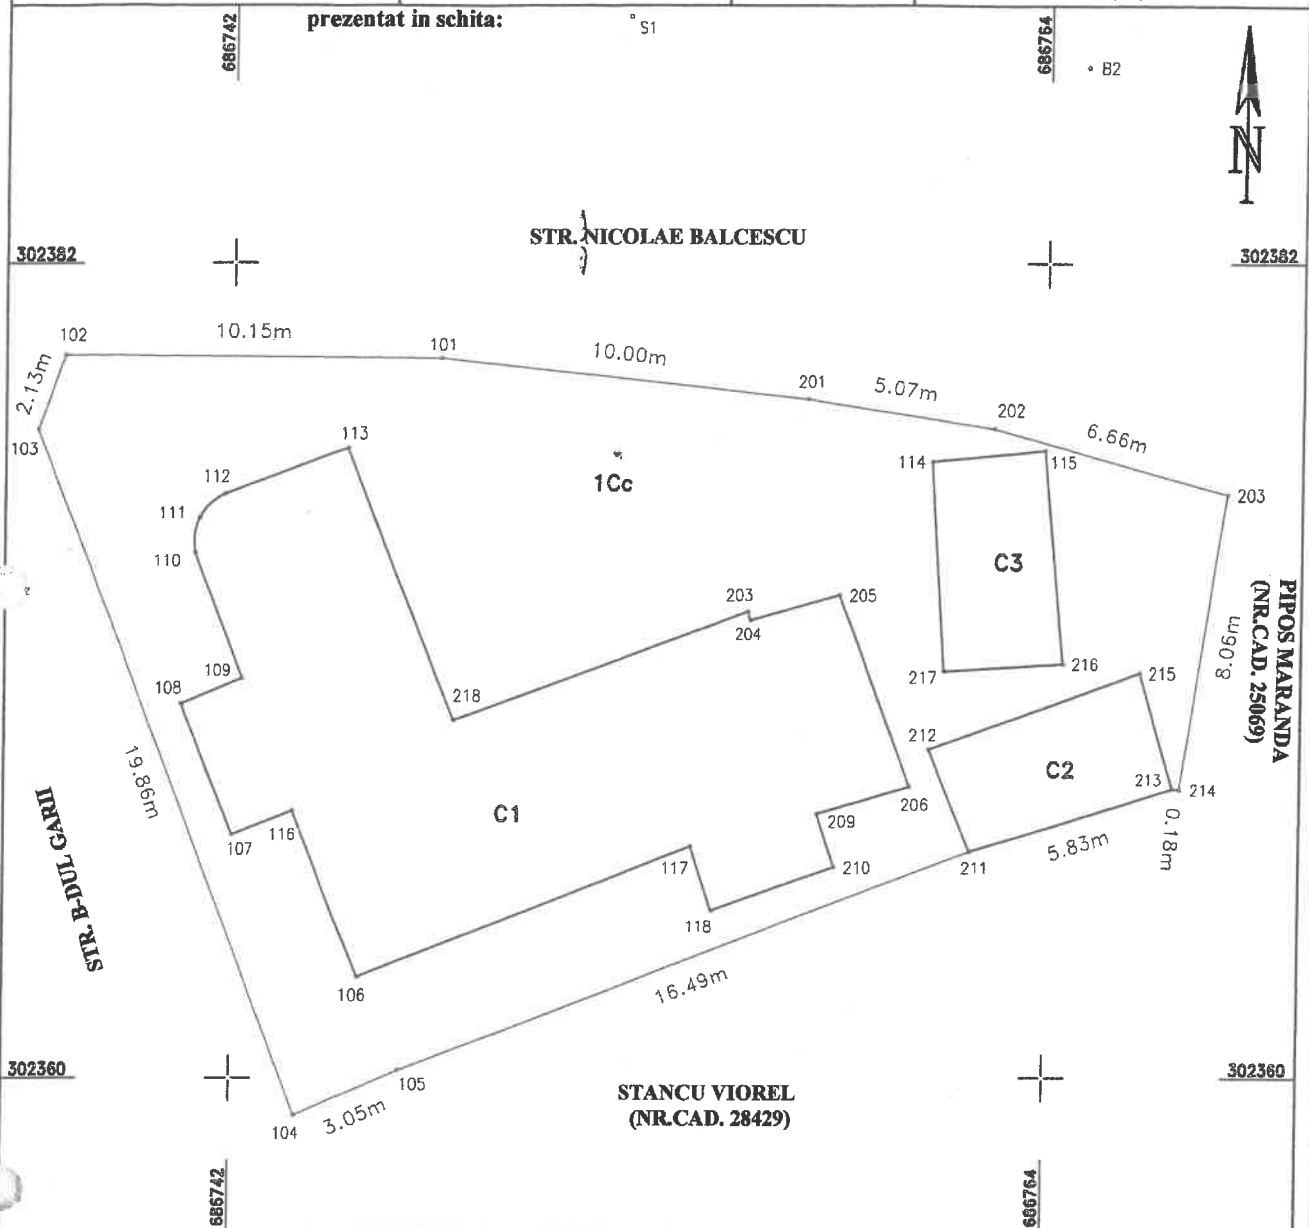 prezentat in schita:
S1
686742
686764
B2
N
STR. NICOLAE BALCESCU
302382
302382
102
10.15m
101
10.00m
201
5.07m
202
6.66m
203
2.13m
103
113
114
115
112
1Cc
111
110
C3
203
205
204
PIPOS MARANDA
(NR.CAD. 25069)
8.06m
109
108
218
217
216
215
212
19.86m
C2
213
214
206
C1
209
116
107
STR. B-DUL GARII
117
210
211
5.83m
0.18m
118
106
16.49m
302360
302360
105
STANCU VIOREL
(NR.CAD. 28429)
3.05m
104
686742
686764